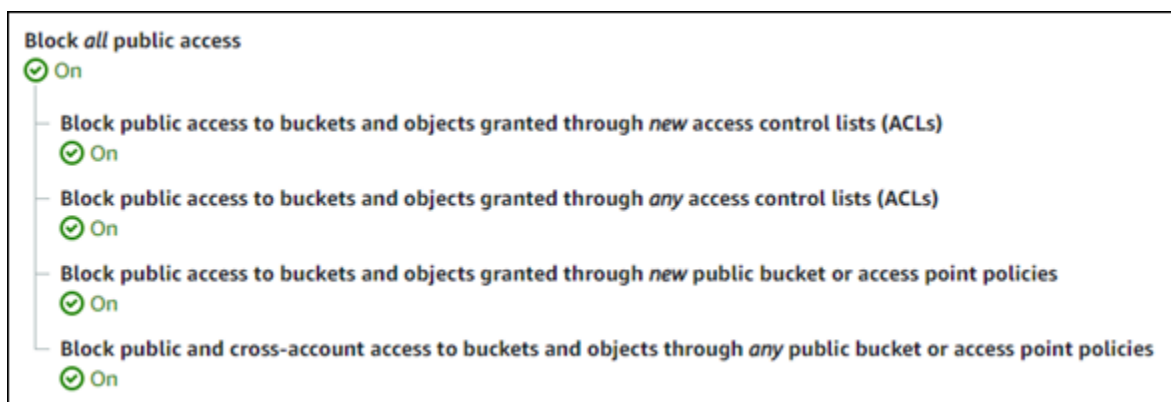 Block all public access
On
Block public access to buckets and objects granted through new access control lists (ACLs)
On
Block public access to buckets and objects granted through any access control lists (ACLs)
On
Block public access to buckets and objects granted through new public bucket or access point policies
On
Block public and cross-account access to buckets and objects through any public bucket or access point policies
On